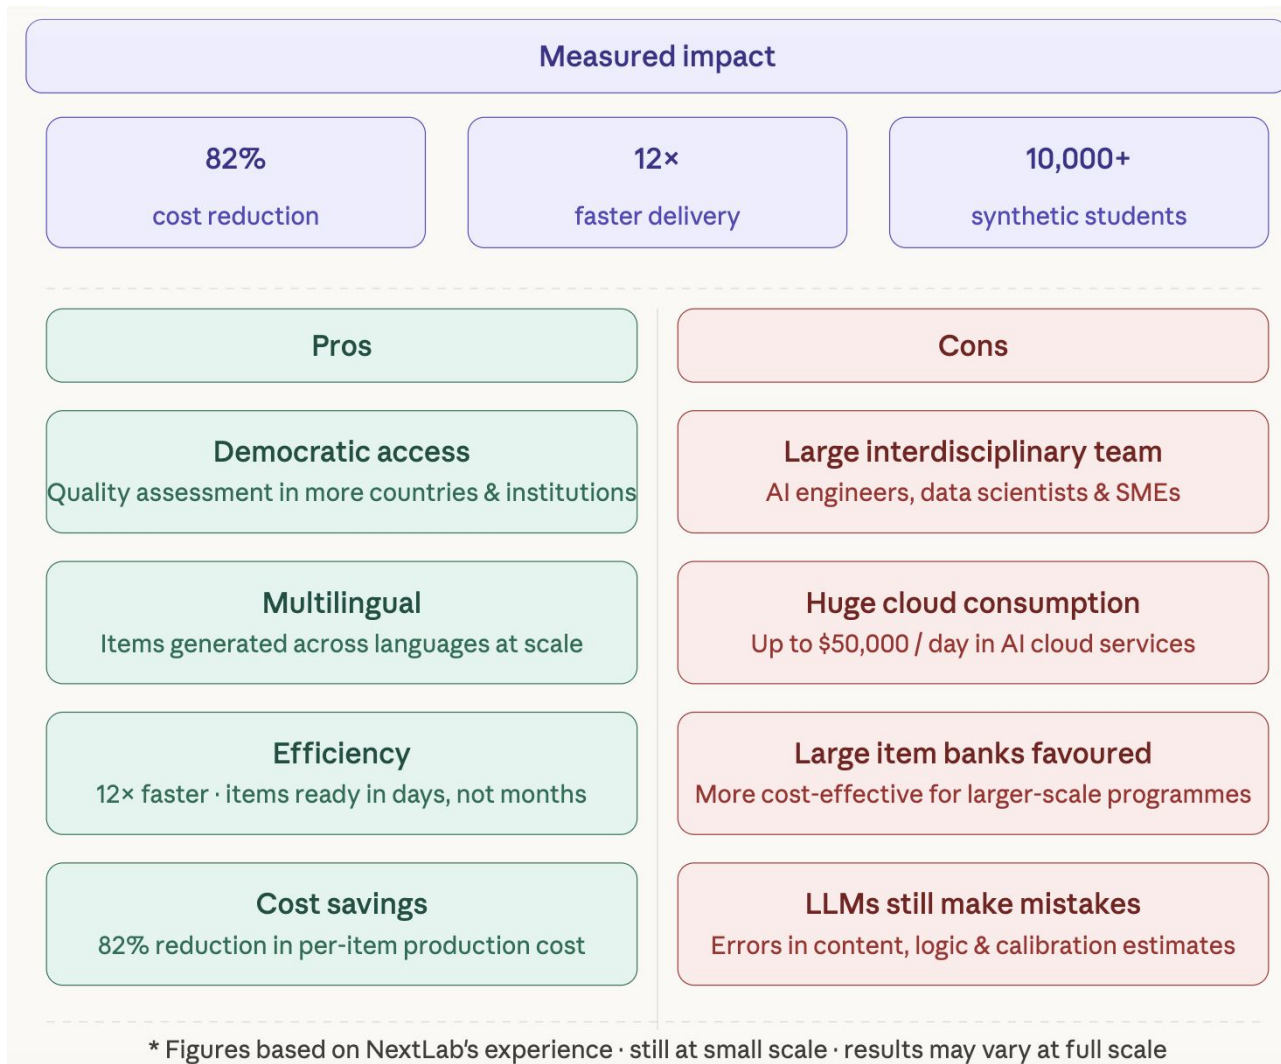 Measured impact
82%
12×
10,000+
cost reduction
faster delivery
synthetic students
Pros
Cons
Democratic access
Quality assessment in more countries & institutions
Large interdisciplinary team
AI engineers, data scientists & SMEs
Multilingual
Items generated across languages at scale
Huge cloud consumption
Up to $50,000 / day in AI cloud services
Efficiency
12× faster · items ready in days, not months
Large item banks favoured
More cost-effective for larger-scale programmes
Cost savings
82% reduction in per-item production cost
LLMs still make mistakes
Errors in content, logic & calibration estimates
* Figures based on NextLab's experience · still at small scale · results may vary at full scale